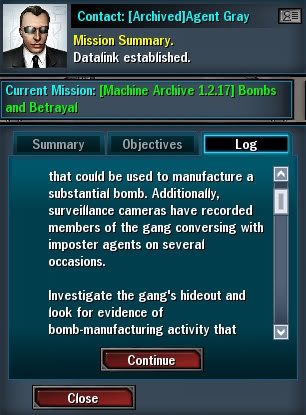 Contact: [Archived]Agent Gray
Mission Summary.
Datalink established.
Current Mission: [Machine Archive 1.2.17] Bombs
and Betrayal
Summary
Objectives
Log
that could be used to manufacture a
substantial bomb. Additionally,
surveillance cameras have recorded
members of the gang conversing with
imposter agents on several
occasions.
Investigate the gang's hideout and
look for evidence of
bomb-manufacturing activity that
Continue
Close